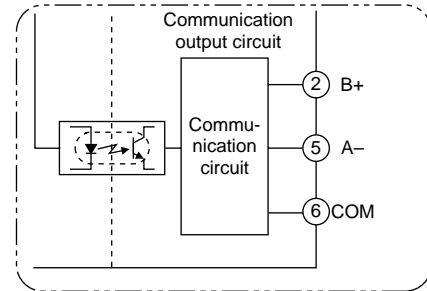 Communication
output circuit
Commu-
nication
circuit
2 B+
5 A–
6 COM